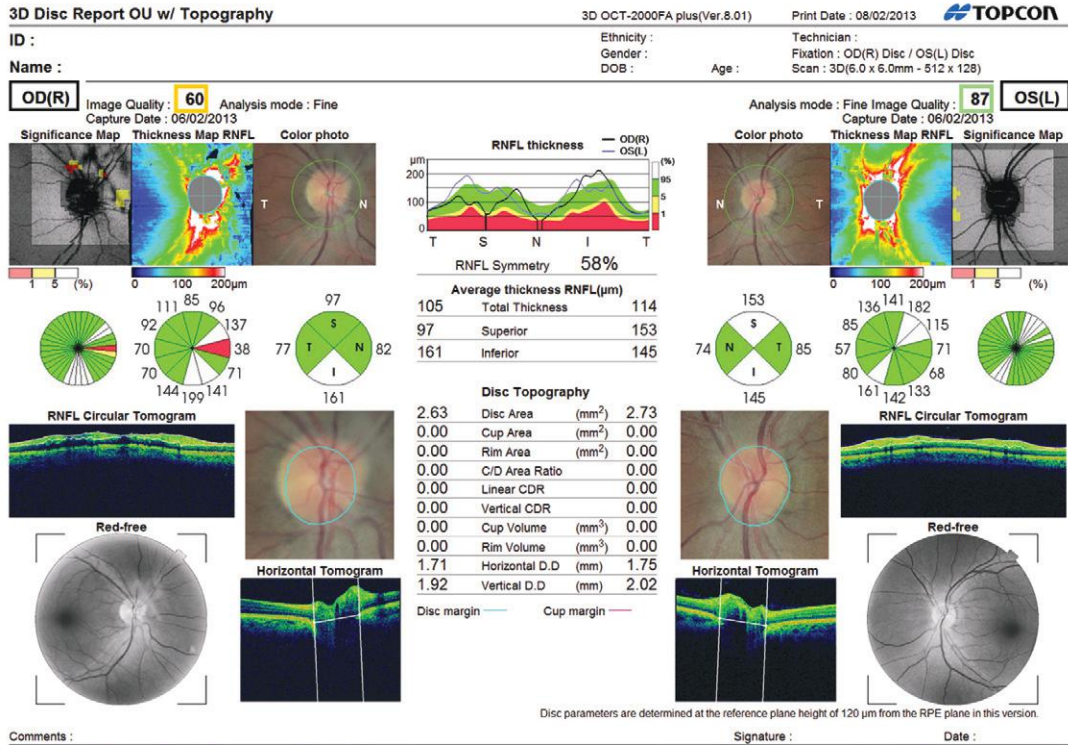 3D Disc Report OU w/ Topography
3D OCT-2000FA plus(Ver.8.01)
Print Date : 08/02/2013
TOPCON
ID :
Ethnicity :
Technician :
Gender :
Fixation : OD(R) Disc / OS(L) Disc
Name :
DOB :
Age :
Scan : 3D(6.0 x 6.0mm - 512 x 128)
OD(R)
Image Quality : 60
Analysis mode : Fine
Capture Date : 06/02/2013
Analysis mode : Fine Image Quality : 87
Capture Date : 06/02/2013
OS(L)
Significance Map
Thickness Map RNFL
Color photo
T
N
1 5 (%)
0 100 200µm
RNFL thickness
OD(R)
OS(L)
µm
200
100
0
T S N I T
(%)
95
5
1
RNFL Symmetry 58%
Color photo
Thickness Map RNFL
Significance Map
N
T
0 100 200µm
1 5 (%)
111 85 96
92 137
70 38
70 71
144 199 141
97
S
77 T N 82
I
161
Average thickness RNFL(µm)
105 Total Thickness 114
97 Superior 153
161 Inferior 145
153
S
74 N T 85
I
145
136 141 182
85 115
57 71
80 68
161 142 133
RNFL Circular Tomogram
Red-free
Horizontal Tomogram
Disc Topography
2.63 Disc Area (mm²) 2.73
0.00 Cup Area (mm²) 0.00
0.00 Rim Area (mm²) 0.00
0.00 C/D Area Ratio 0.00
0.00 Linear CDR 0.00
0.00 Vertical CDR 0.00
0.00 Cup Volume (mm³) 0.00
0.00 Rim Volume (mm³) 0.00
1.71 Horizontal D.D (mm) 1.75
1.92 Vertical D.D (mm) 2.02
Disc margin
Cup margin
RNFL Circular Tomogram
Red-free
Horizontal Tomogram
Disc parameters are determined at the reference plane height of 120 µm from the RPE plane in this version.
Comments :
Signature :
Date :